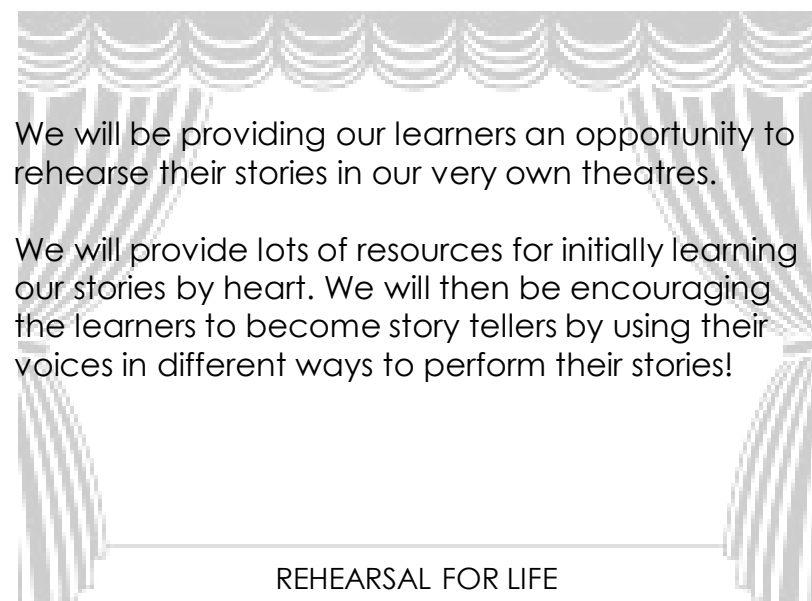 We will be providing our learners an opportunity to
rehearse their stories in our very own theatres.
We will provide lots of resources for initially learning
our stories by heart. We will then be encouraging
the learners to become story tellers by using their
voices in different ways to perform their stories!
REHEARSAL FOR LIFE